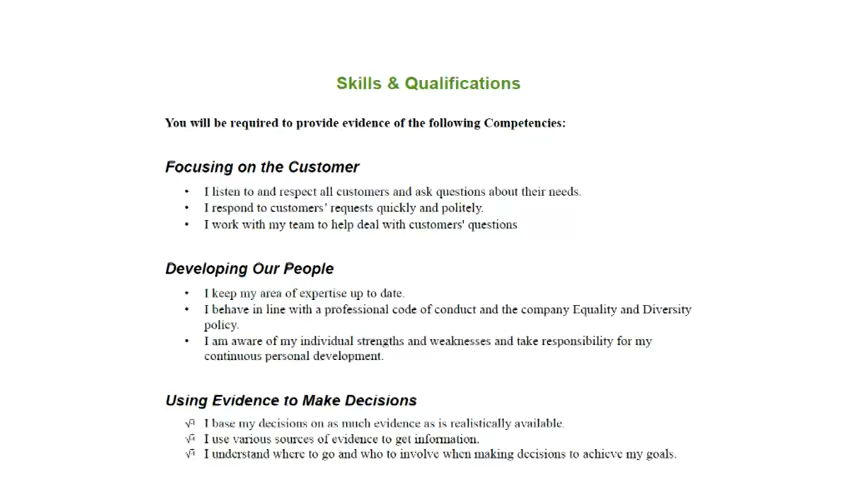 Skills & Qualifications
You will be required to provide evidence of the following Competencies:
Focusing on the Customer
• I listen to and respect all customers and ask questions about their needs.
• I respond to customers' requests quickly and politely.
• I work with my team to help deal with customers' questions
Developing Our People
• I keep my area of expertise up to date.
• I behave in line with a professional code of conduct and the company Equality and Diversity
policy.
• I am aware of my individual strengths and weaknesses and take responsibility for my
continuous personal development.
Using Evidence to Make Decisions
√ I base my decisions on as much evidence as is realistically available.
√ I use various sources of evidence to get information.
√ I understand where to go and who to involve when making decisions to achieve my goals.